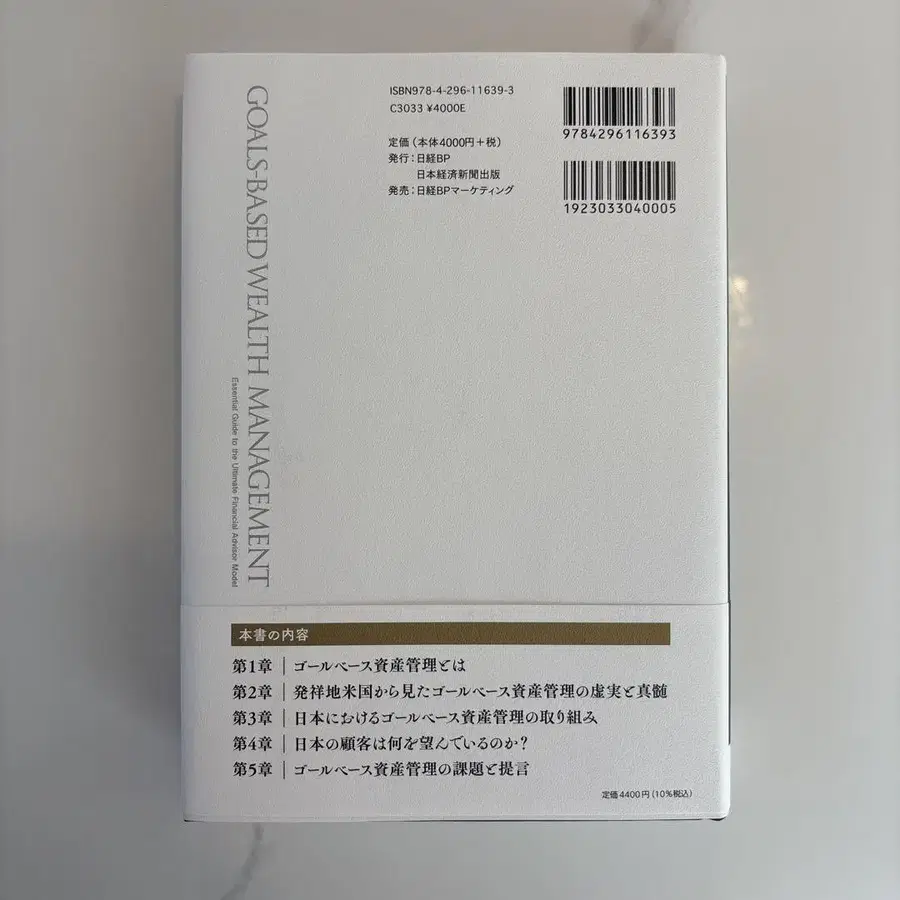 ISBN978-4-296-11639-3
C3033 ¥4000E
定価(本体4000円+税)
発行:日経BP
日本経済新聞出版
発売:日経BPマーケティング
9784296116393
1923033040005
GOALS-BASED WEALTH MANAGEMENT
Essential Guide to the Ultimate Financial Advisor Model
本書の内容
第1章 | ゴールベース資産管理とは
第2章 | 発祥地米国から見たゴールベース資産管理の虚実と真髄
第3章 | 日本におけるゴールベース資産管理の取り組み
第4章 | 日本の顧客は何を望んでいるのか?
第5章 | ゴールベース資産管理の課題と提言
定価4400円(10%税込)